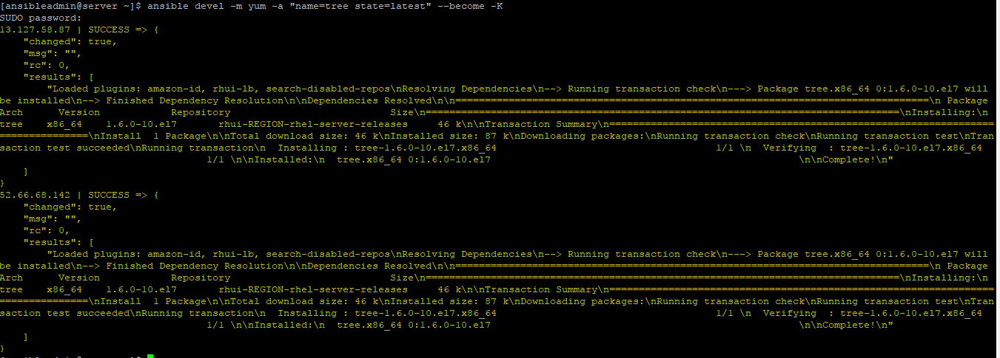 [ansibleadmin@server ~]$ ansible devel -m yum -a "name=tree state=latest" --become -K
SUDO password:
13.127.58.87 | SUCCESS => {
    "changed": true,
    "msg": "",
    "rc": 0,
    "results": [
        "Loaded plugins: amazon-id, rhui-lb, search-disabled-repos\nResolving Dependencies\n--> Running transaction check\n---> Package tree.x86_64 0:1.6.0-10.el7 will
be installed\n--> Finished Dependency Resolution\n\nDependencies Resolved\n\n================================================================================\n Package
Arch      Version            Repository                           Size\n================================================================================\nInstalling:\n
tree    x86_64    1.6.0-10.el7       rhui-REGION-rhel-server-releases     46 k\n\nTransaction Summary\n=================================================================
===============\nInstall  1 Package\n\nTotal download size: 46 k\nInstalled size: 87 k\nDownloading packages:\nRunning transaction check\nRunning transaction test\nTran
saction test succeeded\nRunning transaction\n  Installing : tree-1.6.0-10.el7.x86_64                                     1/1 \n  Verifying  : tree-1.6.0-10.el7.x86_64
                                   1/1 \n\nInstalled:\n  tree.x86_64 0:1.6.0-10.el7                                                    \n\nComplete!\n"
    ]
}
52.66.68.142 | SUCCESS => {
    "changed": true,
    "msg": "",
    "rc": 0,
    "results": [
        "Loaded plugins: amazon-id, rhui-lb, search-disabled-repos\nResolving Dependencies\n--> Running transaction check\n---> Package tree.x86_64 0:1.6.0-10.el7 will
be installed\n--> Finished Dependency Resolution\n\nDependencies Resolved\n\n================================================================================\n Package
Arch      Version            Repository                           Size\n================================================================================\nInstalling:\n
tree    x86_64    1.6.0-10.el7       rhui-REGION-rhel-server-releases     46 k\n\nTransaction Summary\n=================================================================
===============\nInstall  1 Package\n\nTotal download size: 46 k\nInstalled size: 87 k\nDownloading packages:\nRunning transaction check\nRunning transaction test\nTran
saction test succeeded\nRunning transaction\n  Installing : tree-1.6.0-10.el7.x86_64                                     1/1 \n  Verifying  : tree-1.6.0-10.el7.x86_64
                                   1/1 \n\nInstalled:\n  tree.x86_64 0:1.6.0-10.el7                                                    \n\nComplete!\n"
    ]
}